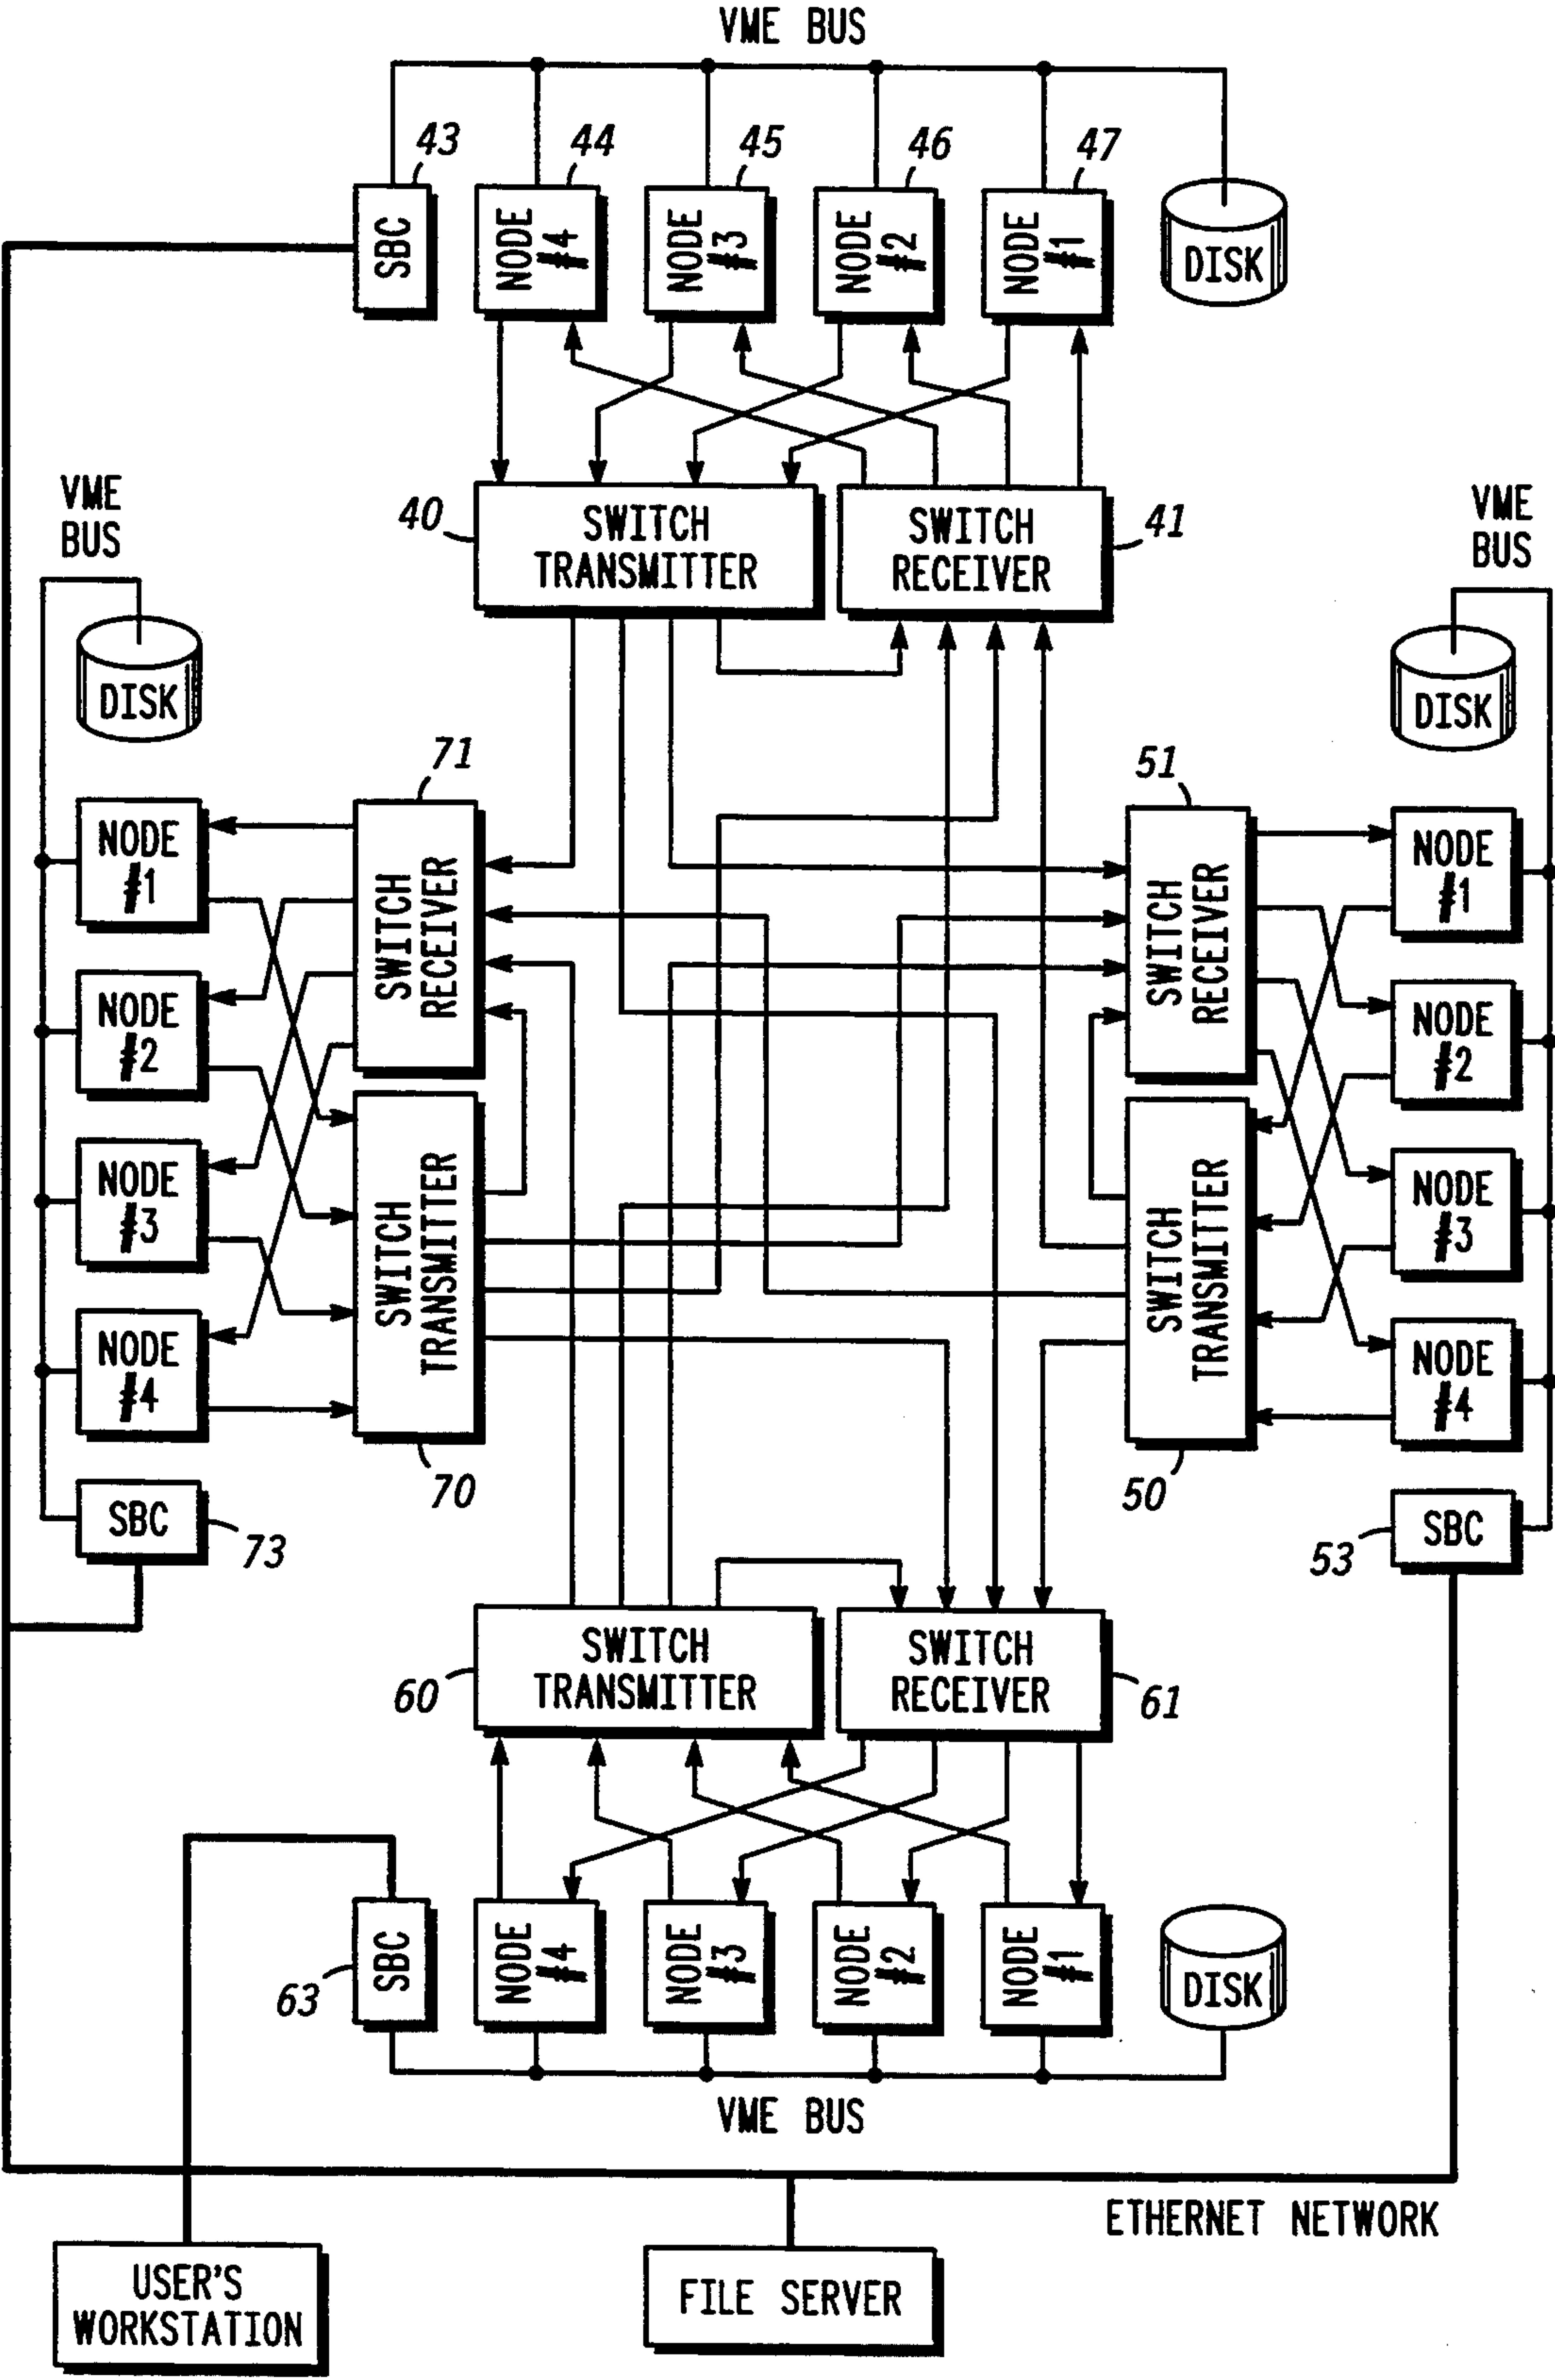 VME BUS
43
44
45
46
47
SBC
NODE
#4
NODE
#3
NODE
#2
NODE
#1
DISK
VME
BUS
40
SWITCH
TRANSMITTER
SWITCH
RECEIVER
41
VME
BUS
DISK
DISK
71
51
NODE
#1
NODE
#2
NODE
#3
NODE
#4
SWITCH
RECEIVER
SWITCH
TRANSMITTER
SWITCH
RECEIVER
SWITCH
TRANSMITTER
NODE
#1
NODE
#2
NODE
#3
NODE
#4
70
50
SBC
73
53
SBC
60
SWITCH
TRANSMITTER
SWITCH
RECEIVER
61
63
SBC
NODE
#4
NODE
#3
NODE
#2
NODE
#1
DISK
VME BUS
ETHERNET NETWORK
USER'S
WORKSTATION
FILE SERVER